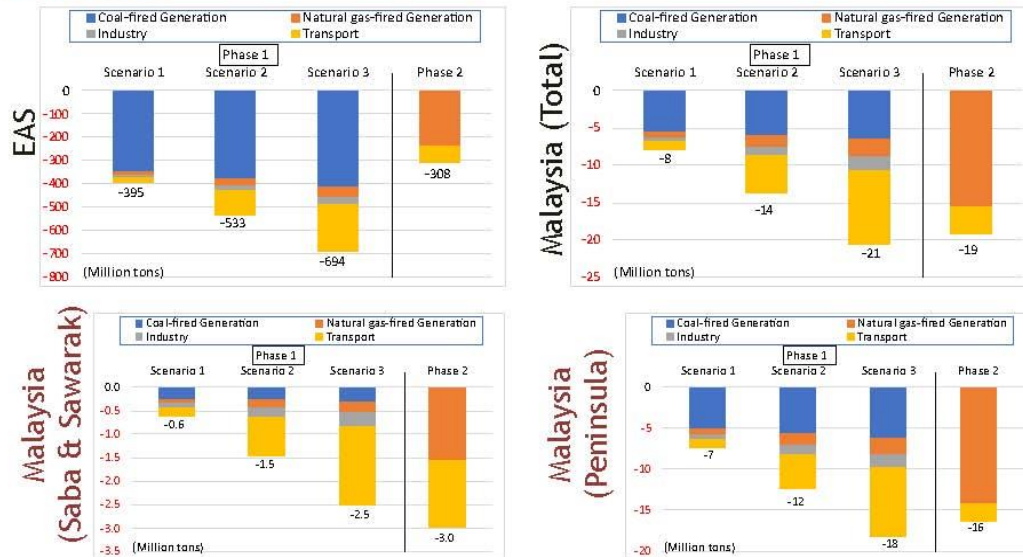 Coal-fired Generation Natural gas-fired Generation
Industry Transport
Phase 1
Scenario 1 Scenario 2 Scenario 3 Phase 2
EAS
0
-100
-200
-300
-400
-500
-600
-700
-800
-395
-533
-694
-308
(Million tons)
Coal-fired Generation Natural gas-fired Generation
Industry Transport
Phase 1
Scenario 1 Scenario 2 Scenario 3 Phase 2
Malaysia (Total)
0
-5
-10
-15
-20
-25
-8
-14
-21
-19
(Million tons)
Coal-fired Generation Natural gas-fired Generation
Industry Transport
Phase 1
Scenario 1 Scenario 2 Scenario 3 Phase 2
Malaysia
(Saba & Sawarak)
0.0
-0.5
-1.0
-1.5
-2.0
-2.5
-3.0
-3.5
-0.6
-1.5
-2.5
-3.0
(Million tons)
Coal-fired Generation Natural gas-fired Generation
Industry Transport
Phase 1
Scenario 1 Scenario 2 Scenario 3 Phase 2
Malaysia
(Peninsula)
0
-5
-10
-15
-20
-7
-12
-18
-16
(Million tons)